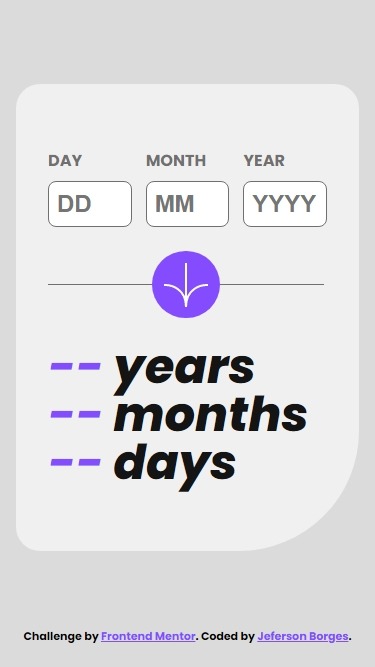 DAY MONTH YEAR
DD MM YYYY
-- years
-- months
-- days
Challenge by Frontend Mentor. Coded by Jeferson Borges.